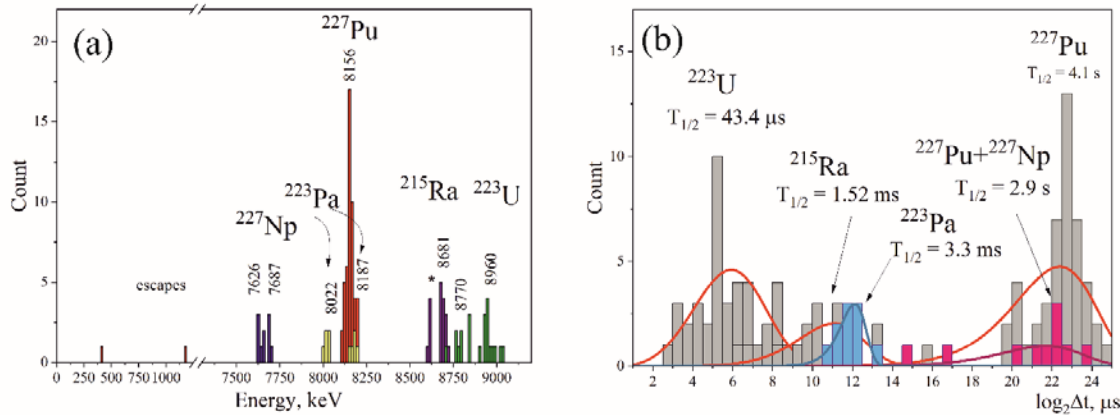 (a)
²²⁷Pu
8156
²²³Pa
²²⁷Np
²¹⁵Ra
²²³U
7626
7687
8022
8187
*
8681
8770
8960
escapes
20
15
10
5
0
Count
0 250 500 750 1000 7500 7750 8000 8250 8500 8750 9000
Energy, keV
(b)
²²⁷Pu
T₁/₂ = 4.1 s
²²³U
T₁/₂ = 43.4 µs
²¹⁵Ra
T₁/₂ = 1.52 ms
²²⁷Pu+²²⁷Np
T₁/₂ = 2.9 s
²²³Pa
T₁/₂ = 3.3 ms
15
10
5
0
Count
2 4 6 8 10 12 14 16 18 20 22 24
log₂Δt, µs